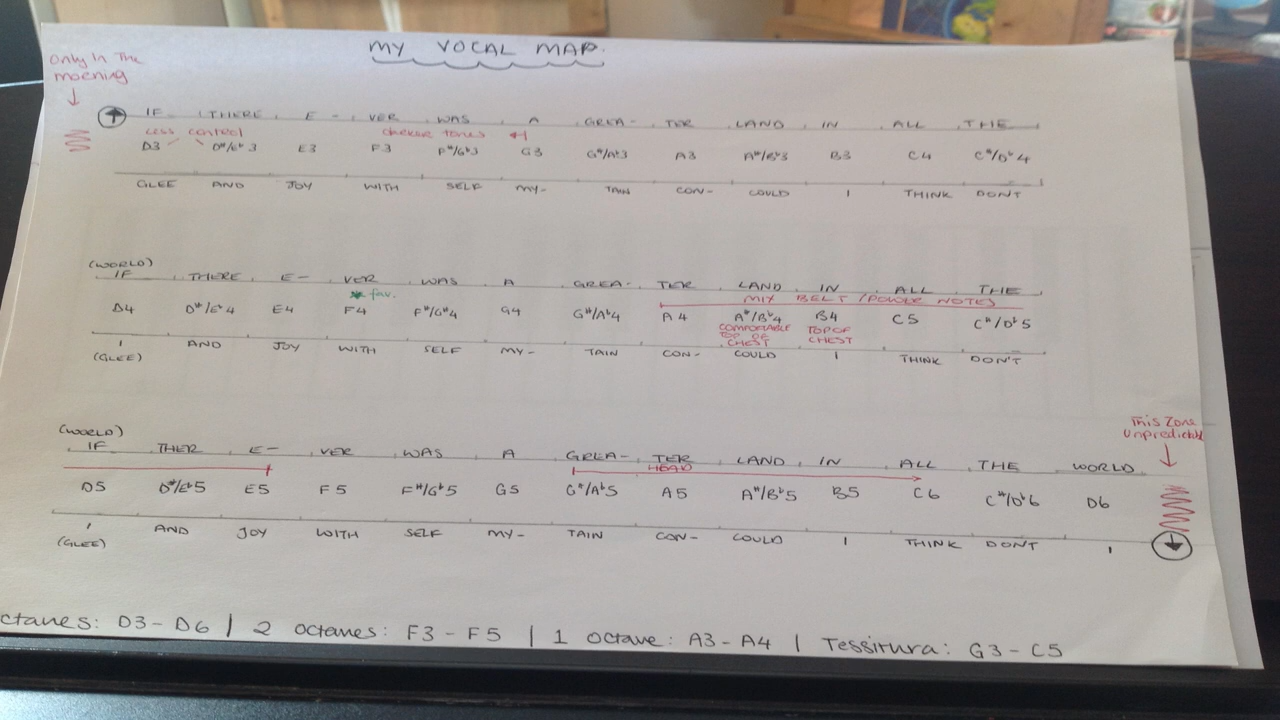 MY VOCAL MAP.
Only In The
morning
IF THERE E- VER WAS A GREA- TER LAND IN ALL THE
less control tones
D3 D#/Eb3 E3 F3 F#/Gb3 G3 G#/Ab3 A3 A#/Bb3 B3 C4 C#/Db4
GLEE AND JOY WITH SELF MY- TAIN CON- COULD I THINK DON'T
(WORLD)
IF THERE E- VER WAS A GREA- TER LAND IN ALL THE
fav. MIX BELT / POWER NOTES
D4 D#/Eb4 E4 F4 F#/G#4 G4 G#/Ab4 A4 A#/Bb4 B4 C5 C#/Db5
COMFORTABLE TOP OF
TOP OF CHEST
CHEST
I AND JOY WITH SELF MY- TAIN CON- COULD I THINK DON'T
(GLEE)
This Zone
Unpredictable
(WORLD)
IF THER E- VER WAS A GREA- TER LAND IN ALL THE WORLD
HEAD
D5 D#/Eb5 E5 F5 F#/Gb5 G5 G#/Ab5 A5 A#/Bb5 B5 C6 C#/Db6 D6
I AND JOY WITH SELF MY- TAIN CON- COULD I THINK DONT I
(GLEE)
ctaves: D3-D6 | 2 octaves: F3-F5 | 1 octave: A3-A4 | Tessitura: G3-C5